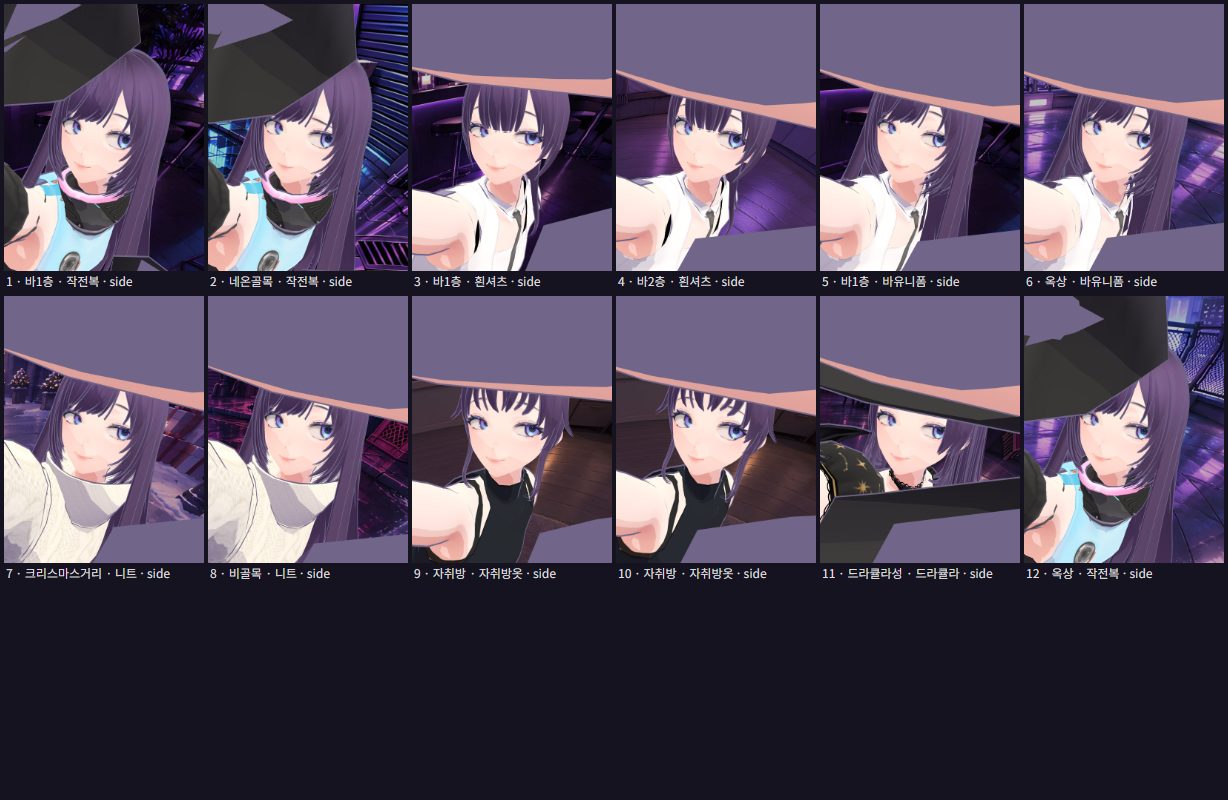 1 · 바1층 · 작전복 · side
2 · 네온골목 · 작전복 · side
3 · 바1층 · 흰셔츠 · side
4 · 바2층 · 흰셔츠 · side
5 · 바1층 · 바유니폼 · side
6 · 옥상 · 바유니폼 · side
7 · 크리스마스거리 · 니트 · side
8 · 비골목 · 니트 · side
9 · 자취방 · 자취방옷 · side
10 · 자취방 · 자취방옷 · side
11 · 드라큘라성 · 드라큘라 · side
12 · 옥상 · 작전복 · side